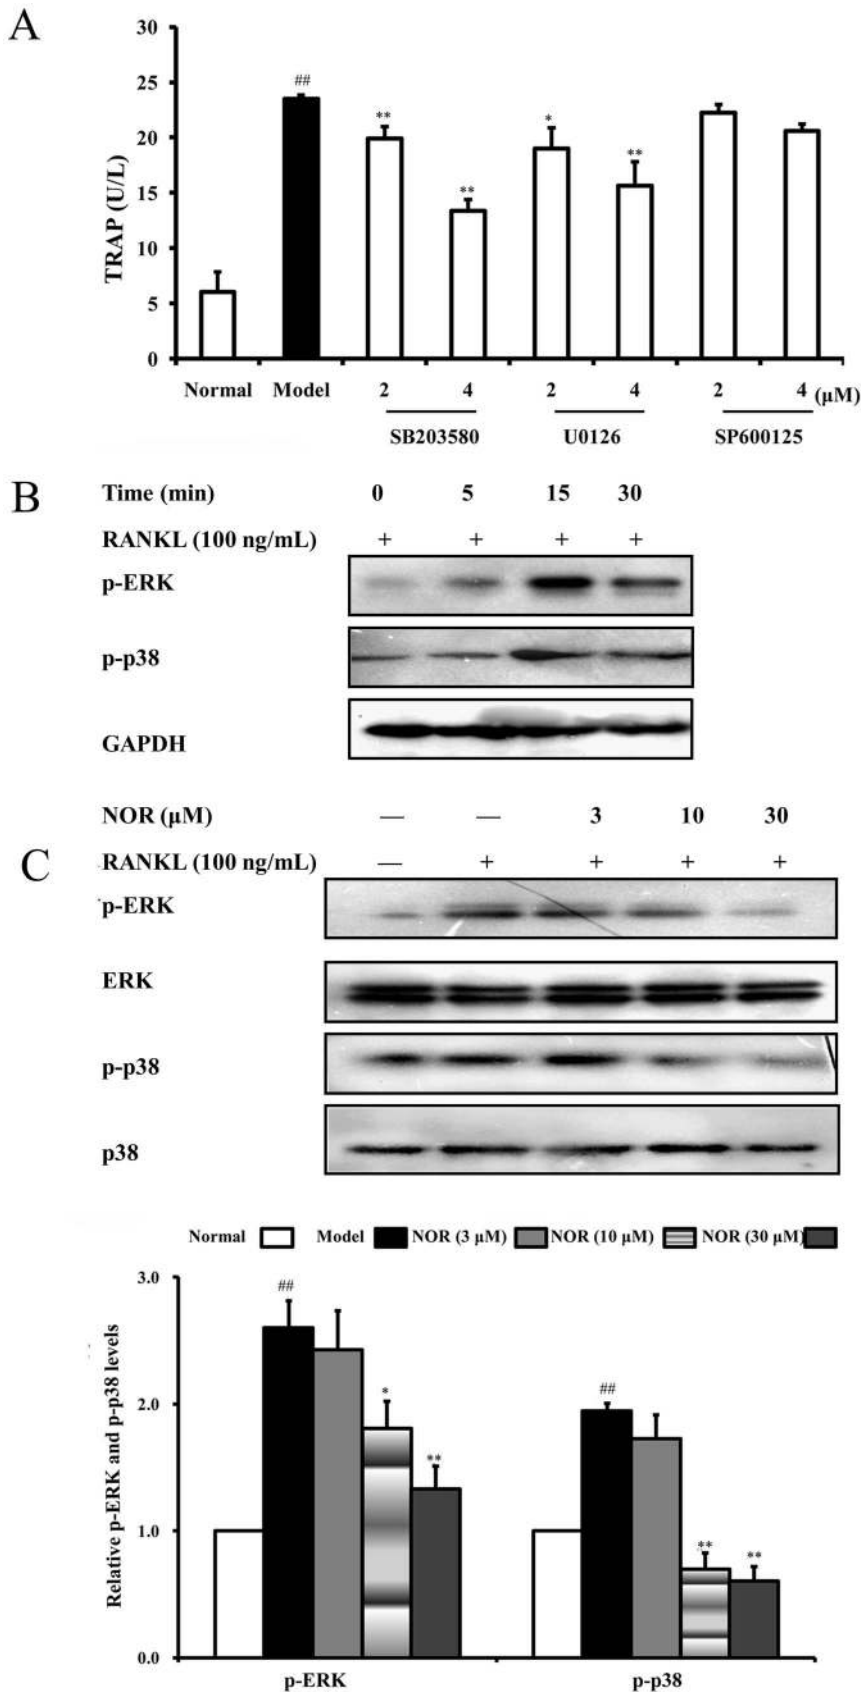 A
30
25
20
15
10
5
0
TRAP (U/L)
##
**
**
*
**
Normal Model 2 4 2 4 2 4 (μM)
SB203580 U0126 SP600125
B
Time (min) 0 5 15 30
RANKL (100 ng/mL) + + + +
p-ERK
p-p38
GAPDH
NOR (μM) — — 3 10 30
C
RANKL (100 ng/mL) — + + + +
p-ERK
ERK
p-p38
p38
Normal Model NOR (3 μM) NOR (10 μM) NOR (30 μM)
3.0
2.0
1.0
0.0
Relative p-ERK and p-p38 levels
##
*
**
##
**
**
p-ERK p-p38